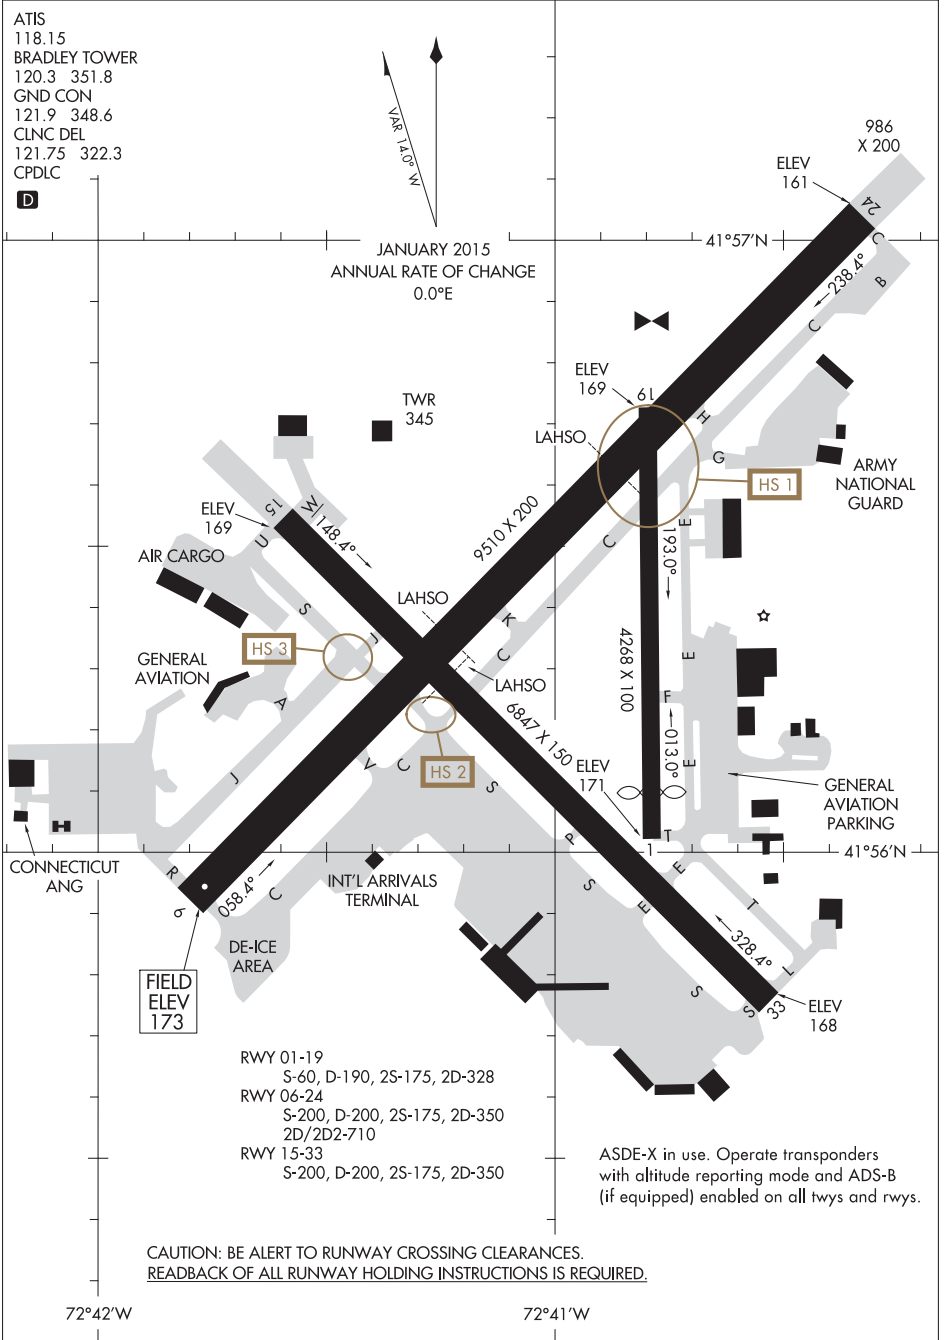 ATIS
118.15
BRADLEY TOWER
120.3 351.8
GND CON
121.9 348.6
CLNC DEL
121.75 322.3
CPDLC
D
VAR 14.0° W
JANUARY 2015
ANNUAL RATE OF CHANGE
0.0°E
986
X 200
ELEV
161
24
41°57'N
C
238.4°
B
C
ELEV
169
19
TWR
345
LAHSO
H
G
HS 1
ARMY
NATIONAL
GUARD
ELEV
169
15
W
148.4°
U
9510 X 200
C
E
193.0°
AIR CARGO
S
LAHSO
J
K
C
HS 3
GENERAL
AVIATION
A
LAHSO
4268 X 100
E
F
6847 X 150
013.0°
E
J
V
C
HS 2
S
ELEV
171
GENERAL
AVIATION
PARKING
P
1
T
E
41°56'N
CONNECTICUT
ANG
R
6
058.4°
C
INT'L ARRIVALS
TERMINAL
S
E
T
328.4°
L
DE-ICE
AREA
FIELD
ELEV
173
S
S
33
ELEV
168
RWY 01-19
S-60, D-190, 2S-175, 2D-328
RWY 06-24
S-200, D-200, 2S-175, 2D-350
2D/2D2-710
RWY 15-33
S-200, D-200, 2S-175, 2D-350
ASDE-X in use. Operate transponders
with altitude reporting mode and ADS-B
(if equipped) enabled on all twys and rwys.
CAUTION: BE ALERT TO RUNWAY CROSSING CLEARANCES.
READBACK OF ALL RUNWAY HOLDING INSTRUCTIONS IS REQUIRED.
72°42'W
72°41'W